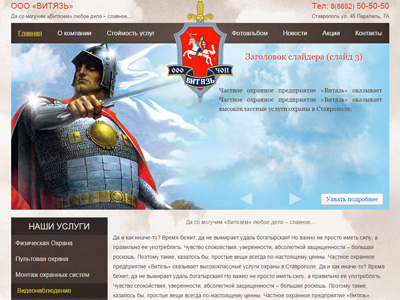 ООО «ВИТЯЗЬ»
Да со могучим «Витязем» любое дело – славное...
Тел: 8(8652) 50-50-50
Ставрополь ул. 45 Параллель, 7А
Главная
О компании
Стоимость услуг
Фотоальбом
Новости
Акции
Контакты
ООО ЧОП
ВИТЯЗЬ
Заголовок слайдера (слайд 3)
Частное охранное предприятие «Витязь» оказывает
Частное охранное предприятие «Витязь» оказывает
высококлассные услуги охраны в Ставрополе.
Узнать подробнее
НАШИ УСЛУГИ
Физическая Охрана
Пультовая охрана
Монтаж охранных систем
Видеонаблюдение
Да со могучим «Витязем» любое дело – славное...
Да и как иначе-то? Время бежит, да не вымирает удалью богатырская! Но важно не просто иметь силу, а
правильно ее употреблять. Чувство спокойствия, уверенности, абсолютной защищенности – большая
роскошь. Поэтому такие, казалось бы, простые вещи всегда по-настоящему ценны. Частное охранное
предприятие «Витязь» оказывает высококлассные услуги охраны в Ставрополе. Да и как иначе-то? Время
бежит, да не вымирает удаль богатырская! Но важно не просто иметь силу, а правильно ее употреблять.
Чувство спокойствия, уверенности, абсолютной защищенности – большая роскошь. Поэтому такие,
казалось бы, простые вещи всегда по-настоящему ценны. Частное охранное предприятие «Витязь»